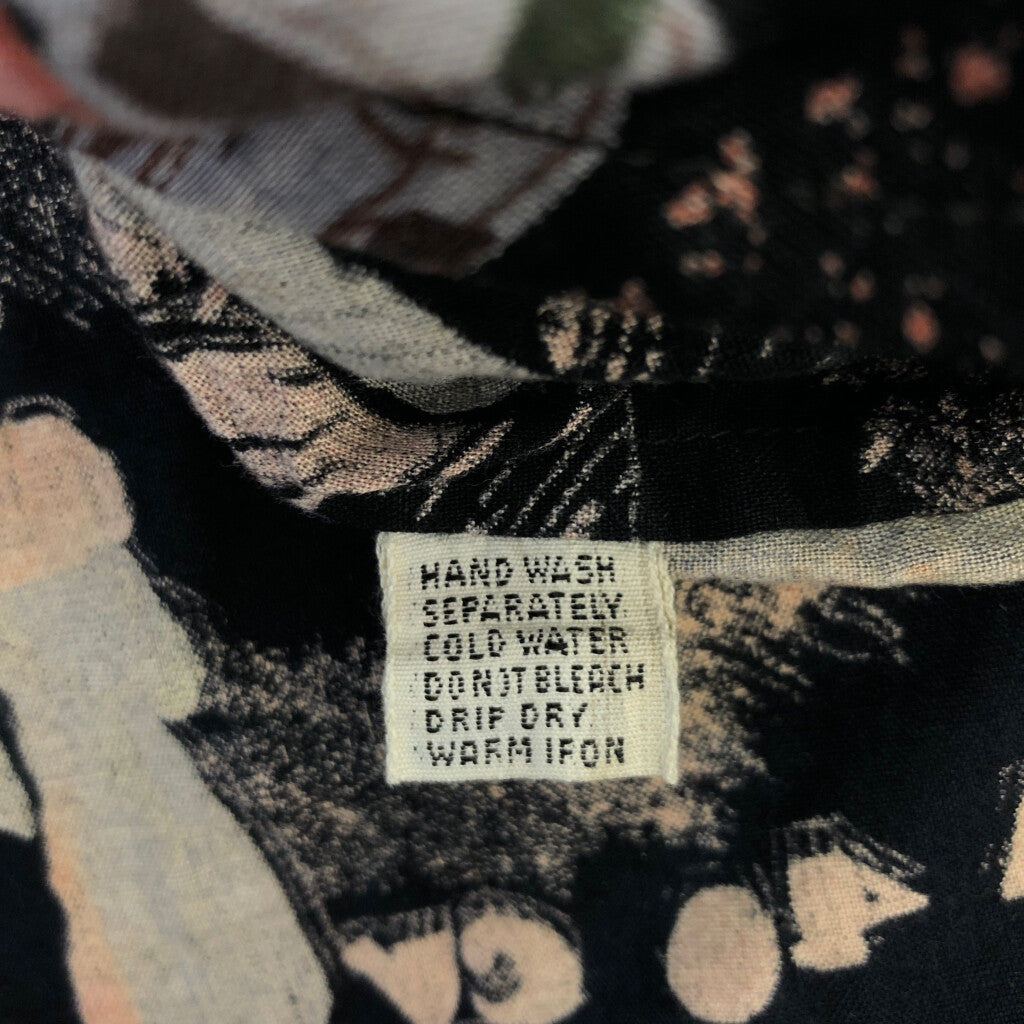 HAND WASH
SEPARATELY
COLD WATER
DO NOT BLEACH
DRIP DRY
WARM IRON